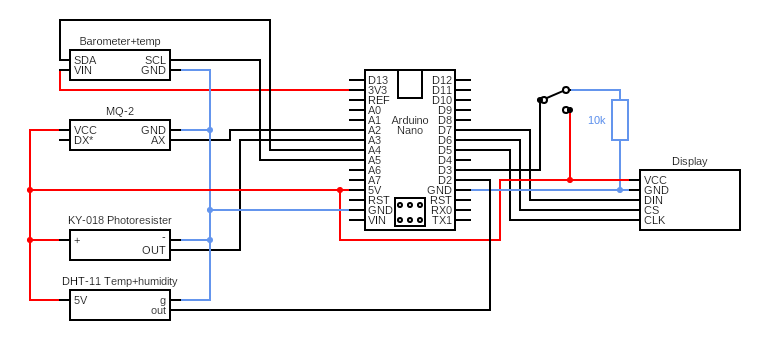 Barometer+temp
SDA SCL
VIN GND
MQ-2
VCC GND
DX* AX
KY-018 Photoresister
+ -
OUT
DHT-11 Temp+humidity
5V g
out
Arduino
Nano
D13 D12
3V3 D11
REF D10
A0 D9
A1 D8
A2 D7
A3 D6
A4 D5
A5 D4
A6 D3
A7 D2
5V GND
RST RST
GND RX0
VIN TX1
10k
Display
VCC
GND
DIN
CS
CLK